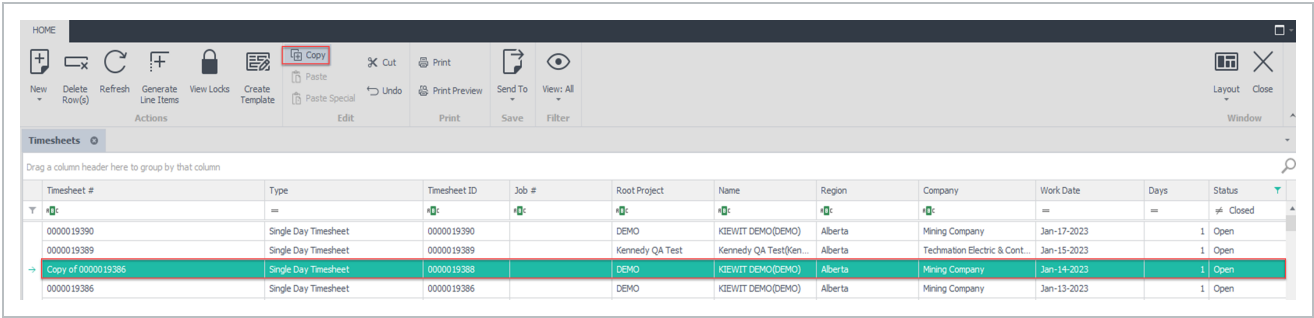 HOME
New Delete Row(s) Refresh Generate Line Items View Locks Create Template
Actions
Copy
Paste
Paste Special
Cut
Undo
Edit
Print
Print Preview
Print
Send To
Save
View: All
Filter
Layout Close
Window
Timesheets
Drag a column header here to group by that column
Timesheet # Type Timesheet ID Job # Root Project Name Region Company Work Date Days Status
= = = ≠ Closed
0000019390 Single Day Timesheet 0000019390 DEMO KIEWIT DEMO(DEMO) Alberta Mining Company Jan-17-2023 1 Open
0000019389 Single Day Timesheet 0000019389 Kennedy QA Test Kennedy QA Test(Ken... Alberta Techmation Electric & Cont... Jan-15-2023 1 Open
Copy of 0000019386 Single Day Timesheet 0000019388 DEMO KIEWIT DEMO(DEMO) Alberta Mining Company Jan-14-2023 1 Open
0000019386 Single Day Timesheet 0000019386 DEMO KIEWIT DEMO(DEMO) Alberta Mining Company Jan-13-2023 1 Open